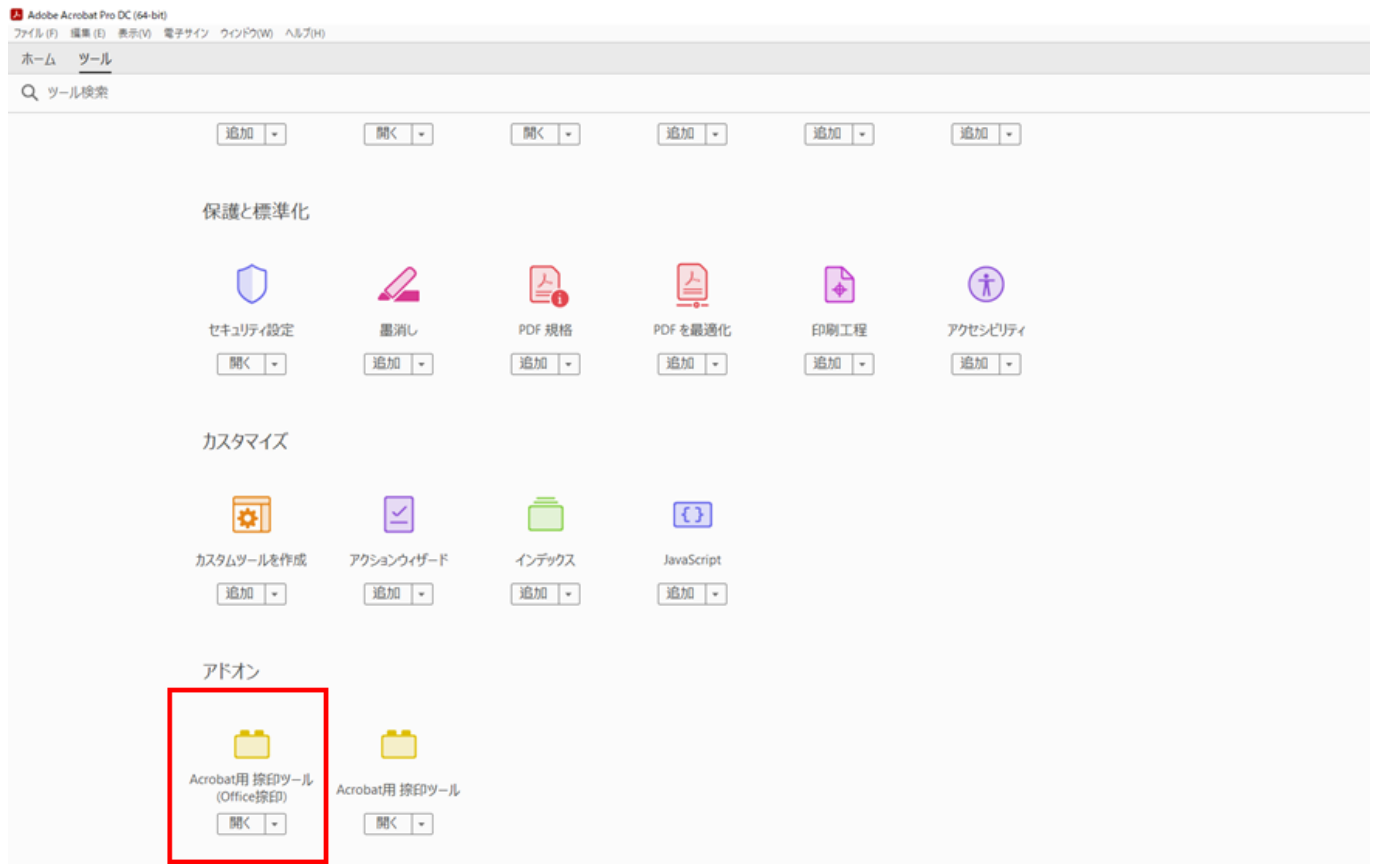 Adobe Acrobat Pro DC (64-bit)
ファイル(F) 編集(E) 表示(V) 電子サイン ウィンドウ(W) ヘルプ(H)
ホーム ツール
ツール検索
追加 開く 開く 追加 追加 追加
保護と標準化
セキュリティ設定 墨消し PDF 規格 PDF を最適化 印刷工程 アクセシビリティ
開く 追加 追加 追加 追加 追加
カスタマイズ
カスタムツールを作成 アクションウィザード インデックス JavaScript
追加 追加 追加 追加
アドオン
Acrobat用 捺印ツール
(Office捺印) Acrobat用 捺印ツール
開く 開く